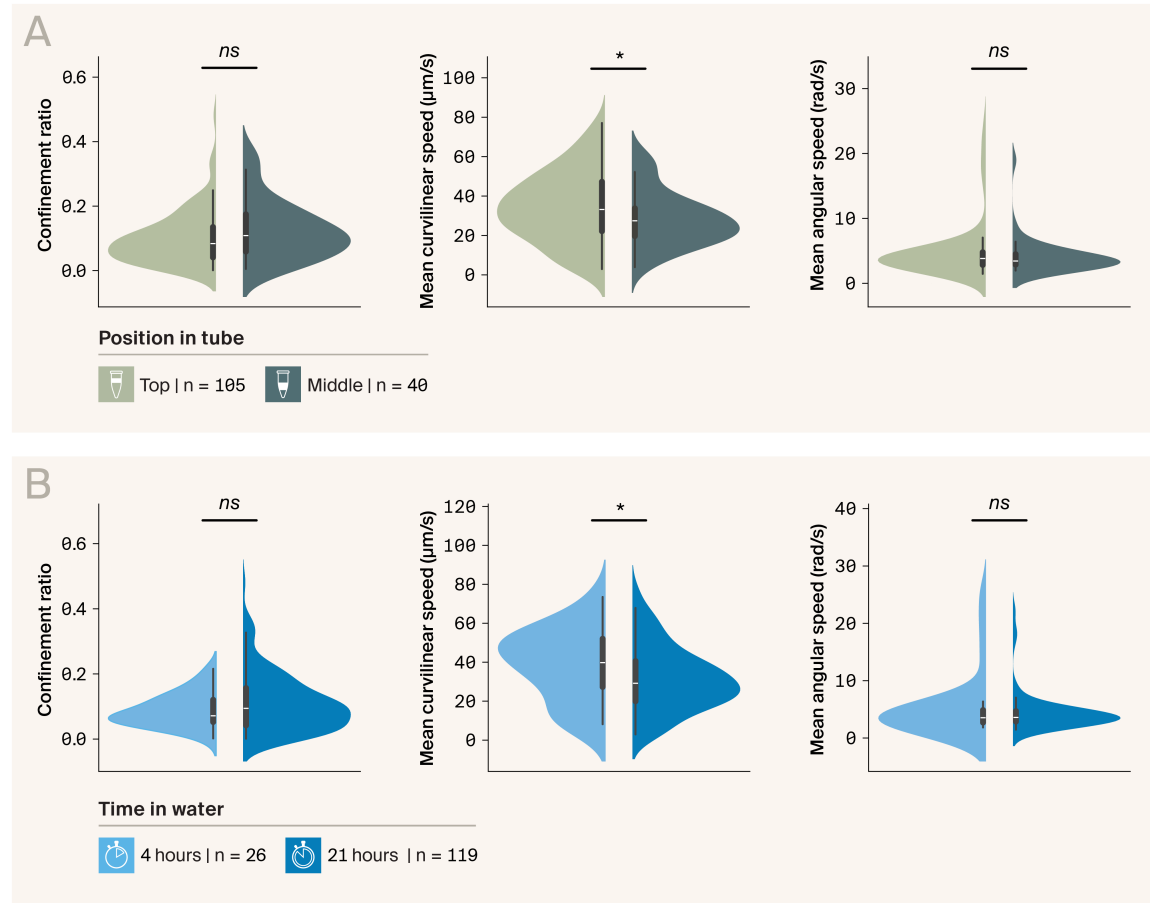 A
ns
Confinement ratio
0.6
0.4
0.2
0.0
*
Mean curvilinear speed (µm/s)
100
80
60
40
20
0
ns
Mean angular speed (rad/s)
30
20
10
0
Position in tube
Top | n = 105
Middle | n = 40
B
ns
Confinement ratio
0.6
0.4
0.2
0.0
*
Mean curvilinear speed (µm/s)
120
100
80
60
40
20
0
ns
Mean angular speed (rad/s)
40
30
20
10
0
Time in water
4 hours | n = 26
21 hours | n = 119